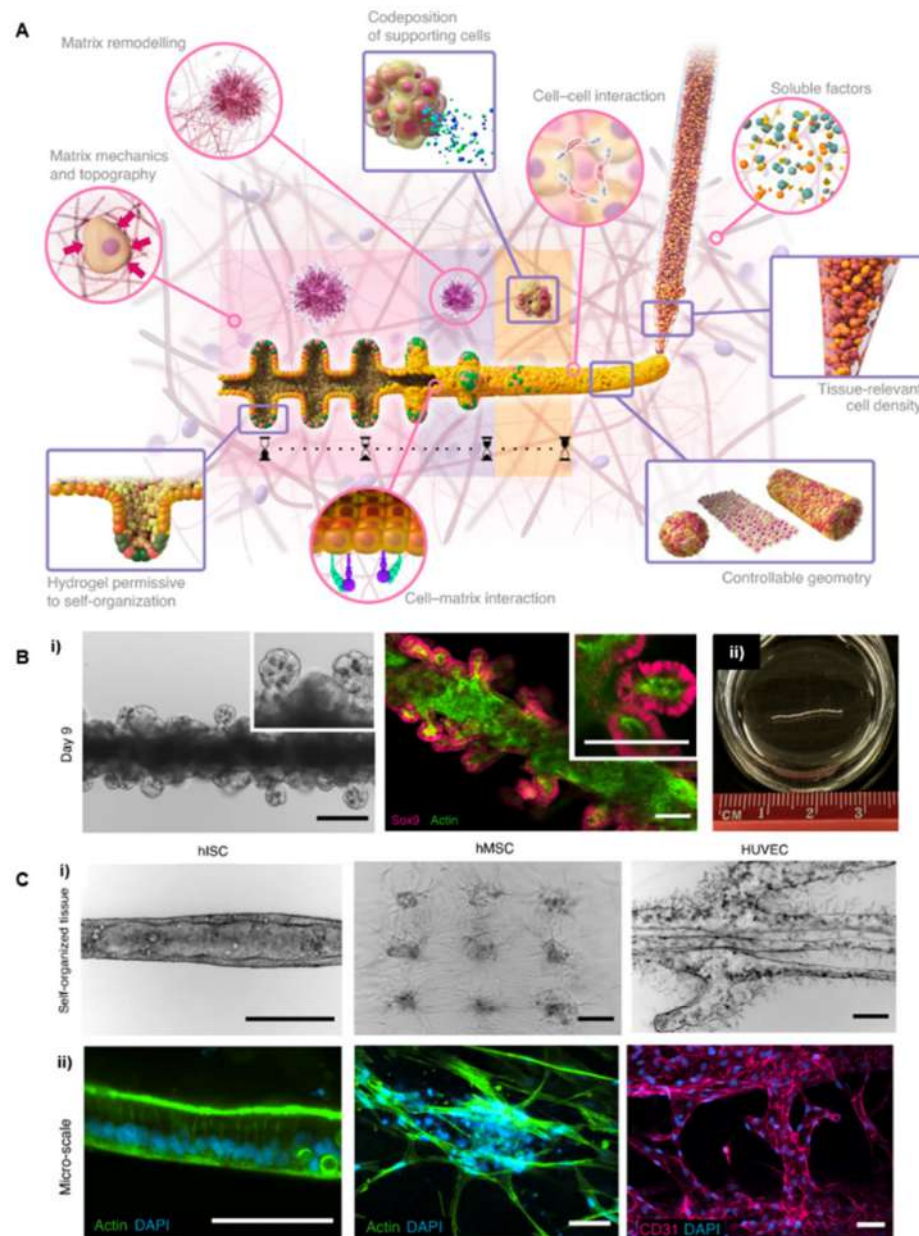 A
Matrix remodelling
Codeposition
of supporting cells
Cell–cell interaction
Soluble factors
Matrix mechanics
and topography
Tissue-relevant
cell density
Hydrogel permissive
to self-organization
Cell–matrix interaction
Controllable geometry
B
i)
Day 9
Sox9 Actin
ii)
CM 1 2 3
hISC
hMSC
HUVEC
C
i)
Self-organized tissue
ii)
Micro-scale
Actin DAPI
Actin DAPI
CD31 DAPI